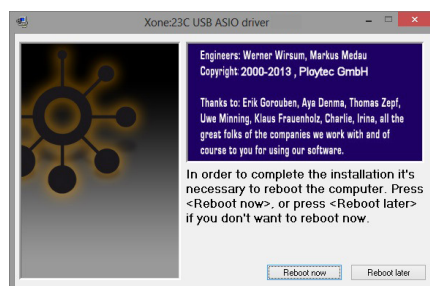 Xone:23C USB ASIO driver
Engineers: Werner Wirsum, Markus Medau
Copyright 2000-2013 , Ploytec GmbH
Thanks to: Erik Gorouben, Aya Denma, Thomas Zepf,
Uwe Minning, Klaus Frauenholz, Charlie, Irina, all the
great folks of the companies we work with and of
course to you for using our software.
In order to complete the installation it's
necessary to reboot the computer. Press
<Reboot now>, or press <Reboot later>
if you don't want to reboot now.
Reboot now
Reboot later